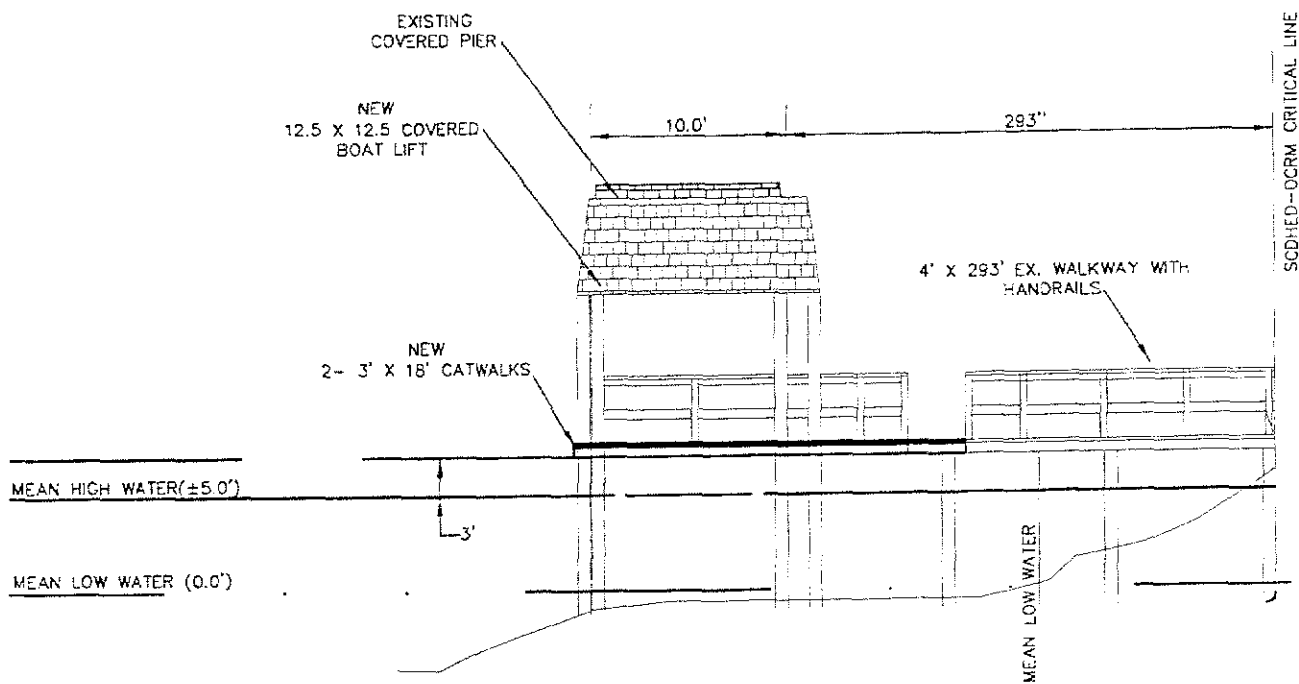 EXISTING
COVERED PIER
NEW
12.5 X 12.5 COVERED
BOAT LIFT
10.0'
293"
SCDHED-OCRM CRITICAL LINE
4' X 293' EX. WALKWAY WITH
HANDRAILS
NEW
2- 3' X 18' CATWALKS
MEAN HIGH WATER(±5.0')
3'
MEAN LOW WATER (0.0')
MEAN LOW WATER